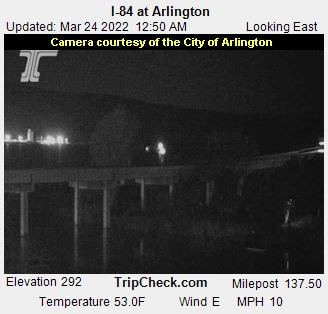 I-84 at Arlington
Updated: Mar 24 2022 12:50 AM Looking East
Camera courtesy of the City of Arlington
Elevation 292 TripCheck.com Milepost 137.50
Temperature 53.0F Wind E MPH 10